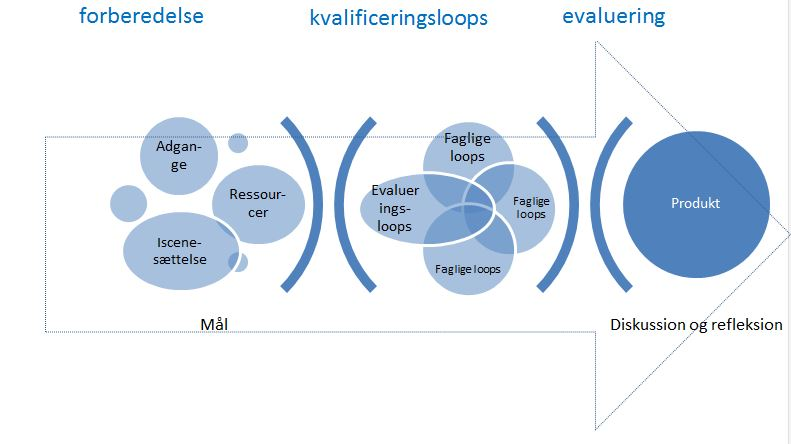 forberedelse
kvalificeringsloops
evaluering
Adgan-
ge
Ressour-
cer
Iscene-
sættelse
Faglige
loops
Evaluer
ings-
loops
Faglige
loops
Faglige loops
Produkt
Mål
Diskussion og refleksion